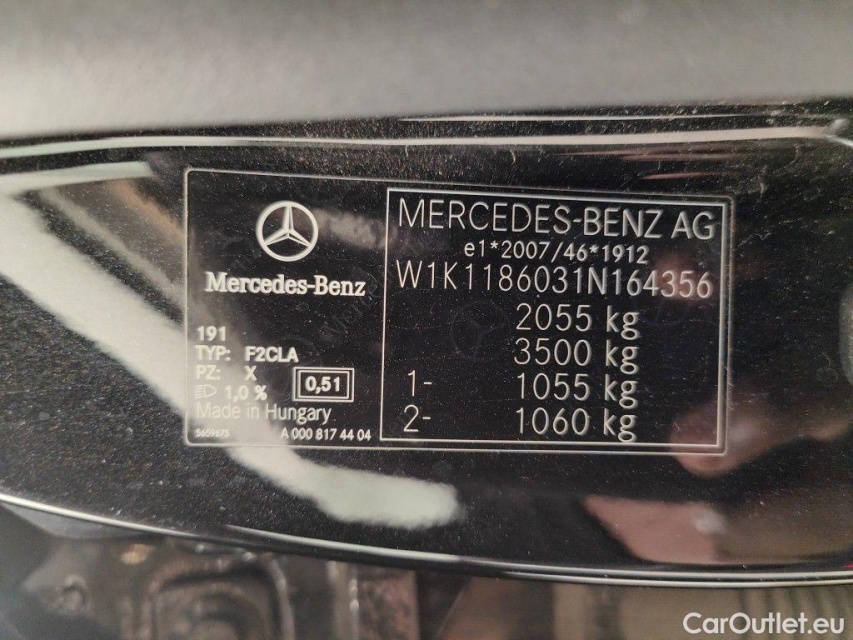 Mercedes-Benz
191
TYP: F2CLA
PZ: X
1,0 %
0,51
Made in Hungary
5659675
A 000 817 44 04
MERCEDES-BENZ AG
e1*2007/46*1912
W1K1186031N164356
2055 kg
3500 kg
1- 1055 kg
2- 1060 kg
CarOutlet.eu